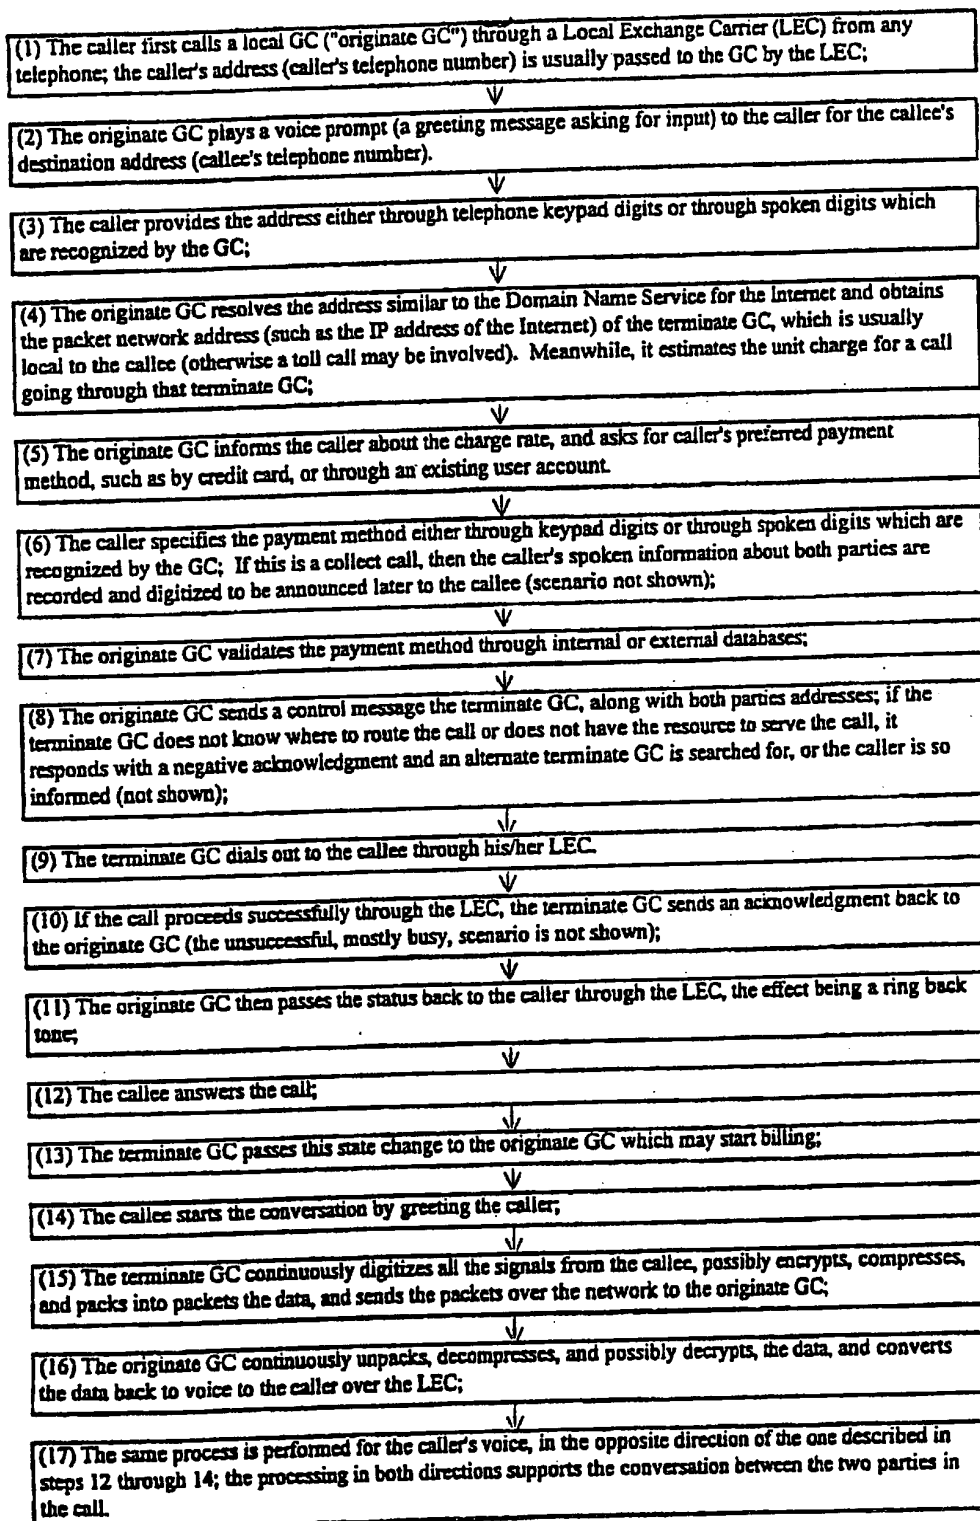 (1) The caller first calls a local GC ("originate GC") through a Local Exchange Carrier (LEC) from any
telephone; the caller's address (caller's telephone number) is usually passed to the GC by the LEC;
(2) The originate GC plays a voice prompt (a greeting message asking for input) to the caller for the callee's
destination address (callee's telephone number).
(3) The caller provides the address either through telephone keypad digits or through spoken digits which
are recognized by the GC;
(4) The originate GC resolves the address similar to the Domain Name Service for the Internet and obtains
the packet network address (such as the IP address of the Internet) of the terminate GC, which is usually
local to the callee (otherwise a toll call may be involved). Meanwhile, it estimates the unit charge for a call
going through that terminate GC;
(5) The originate GC informs the caller about the charge rate, and asks for caller's preferred payment
method, such as by credit card, or through an existing user account.
(6) The caller specifies the payment method either through keypad digits or through spoken digits which are
recognized by the GC; If this is a collect call, then the caller's spoken information about both parties are
recorded and digitized to be announced later to the callee (scenario not shown);
(7) The originate GC validates the payment method through internal or external databases;
(8) The originate GC sends a control message the terminate GC, along with both parties addresses; if the
terminate GC does not know where to route the call or does not have the resource to serve the call, it
responds with a negative acknowledgment and an alternate terminate GC is searched for, or the caller is so
informed (not shown);
(9) The terminate GC dials out to the callee through his/her LEC.
(10) If the call proceeds successfully through the LEC, the terminate GC sends an acknowledgment back to
the originate GC (the unsuccessful, mostly busy, scenario is not shown);
(11) The originate GC then passes the status back to the caller through the LEC, the effect being a ring back
tone;
(12) The callee answers the call;
(13) The terminate GC passes this state change to the originate GC which may start billing;
(14) The callee starts the conversation by greeting the caller;
(15) The terminate GC continuously digitizes all the signals from the callee, possibly encrypts, compresses,
and packs into packets the data, and sends the packets over the network to the originate GC;
(16) The originate GC continuously unpacks, decompresses, and possibly decrypts, the data, and converts
the data back to voice to the caller over the LEC;
(17) The same process is performed for the caller's voice, in the opposite direction of the one described in
steps 12 through 14; the processing in both directions supports the conversation between the two parties in
the call.